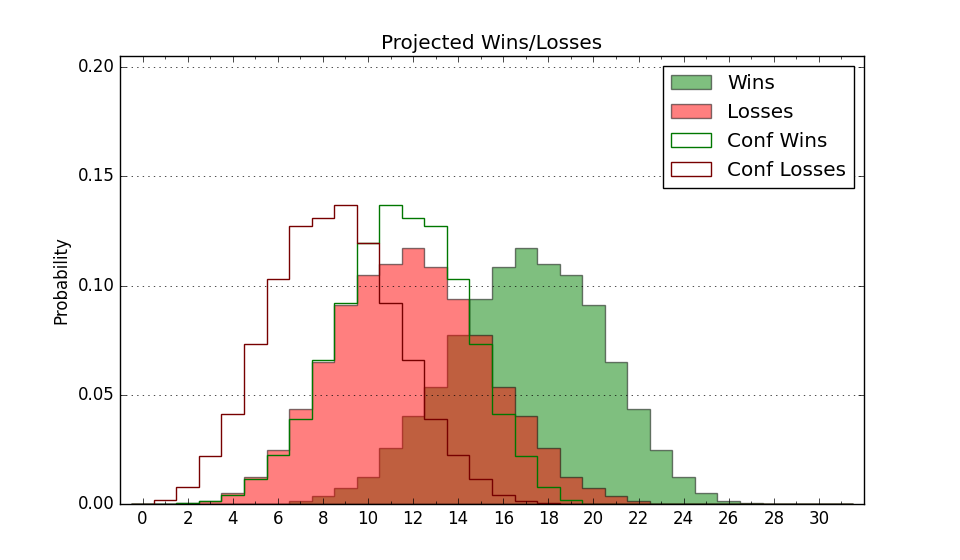 Projected Wins/Losses
0.20
0.15
0.10
0.05
0.00
Probability
Wins
Losses
Conf Wins
Conf Losses
0 2 4 6 8 10 12 14 16 18 20 22 24 26 28 30